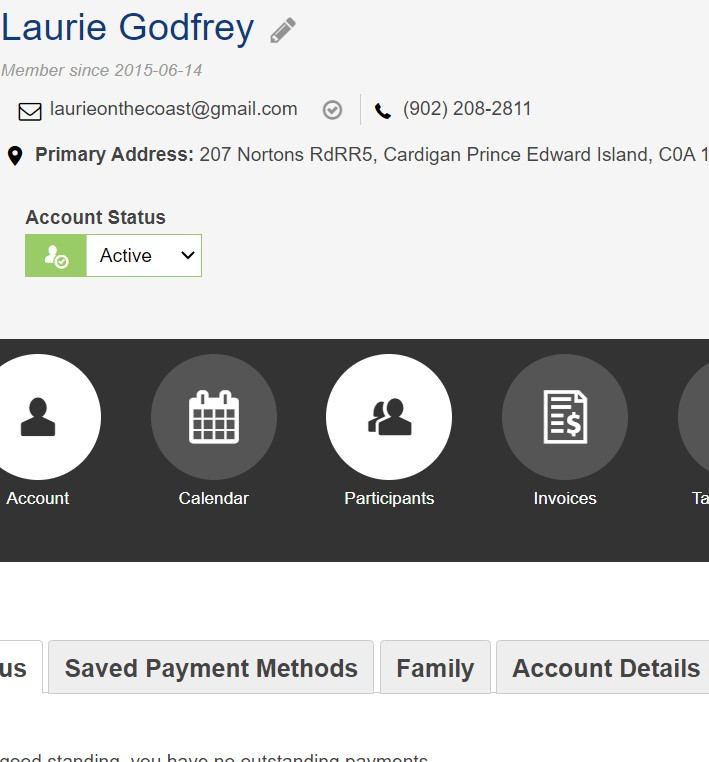 Laurie Godfrey
Member since 2015-06-14
laurieonthecoast@gmail.com (902) 208-2811
Primary Address: 207 Nortons RdRR5, Cardigan Prince Edward Island, C0A 1
Account Status
Active
Account Calendar Participants Invoices Ta
us Saved Payment Methods Family Account Details
good standing, you have no outstanding payments.